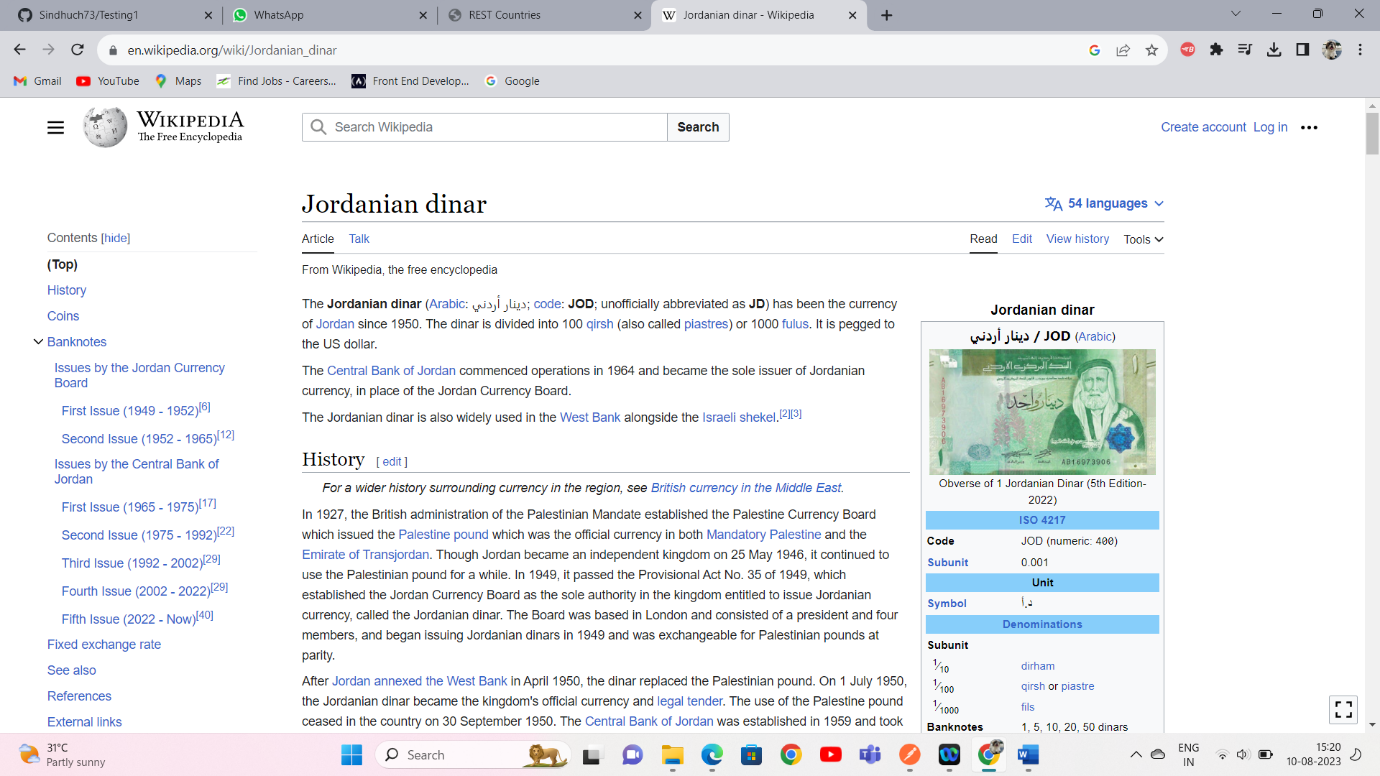 Sindhuch73/Testing1
WhatsApp
REST Countries
Jordanian dinar - Wikipedia
en.wikipedia.org/wiki/Jordanian_dinar
Gmail
YouTube
Maps
Find Jobs - Careers...
Front End Develop...
Google
WIKIPEDIA
The Free Encyclopedia
Search Wikipedia
Search
Create account
Log in
Jordanian dinar
54 languages
Contents [hide]
(Top)
History
Coins
Banknotes
Issues by the Jordan Currency
Board
First Issue (1949 - 1952)[6]
Second Issue (1952 - 1965)[12]
Issues by the Central Bank of
Jordan
First Issue (1965 - 1975)[17]
Second Issue (1975 - 1992)[22]
Third Issue (1992 - 2002)[29]
Fourth Issue (2002 - 2022)[29]
Fifth Issue (2022 - Now)[40]
Fixed exchange rate
See also
References
External links
Article
Talk
Read
Edit
View history
Tools
From Wikipedia, the free encyclopedia
The Jordanian dinar (Arabic: دينار أردني; code: JOD; unofficially abbreviated as JD) has been the currency
of Jordan since 1950. The dinar is divided into 100 qirsh (also called piastres) or 1000 fulus. It is pegged to
the US dollar.
The Central Bank of Jordan commenced operations in 1964 and became the sole issuer of Jordanian
currency, in place of the Jordan Currency Board.
The Jordanian dinar is also widely used in the West Bank alongside the Israeli shekel.[2][3]
History [ edit ]
For a wider history surrounding currency in the region, see British currency in the Middle East.
In 1927, the British administration of the Palestinian Mandate established the Palestine Currency Board
which issued the Palestine pound which was the official currency in both Mandatory Palestine and the
Emirate of Transjordan. Though Jordan became an independent kingdom on 25 May 1946, it continued to
use the Palestinian pound for a while. In 1949, it passed the Provisional Act No. 35 of 1949, which
established the Jordan Currency Board as the sole authority in the kingdom entitled to issue Jordanian
currency, called the Jordanian dinar. The Board was based in London and consisted of a president and four
members, and began issuing Jordanian dinars in 1949 and was exchangeable for Palestinian pounds at
parity.
After Jordan annexed the West Bank in April 1950, the dinar replaced the Palestinian pound. On 1 July 1950,
the Jordanian dinar became the kingdom's official currency and legal tender. The use of the Palestine pound
ceased in the country on 30 September 1950. The Central Bank of Jordan was established in 1959 and took
Jordanian dinar
دينار أردني / JOD (Arabic)
دينار واحد
AB16973906
Obverse of 1 Jordanian Dinar (5th Edition-
2022)
ISO 4217
Code JOD (numeric: 400)
Subunit 0.001
Unit
Symbol د.ا
Denominations
Subunit
1/10 dirham
1/100 qirsh or piastre
1/1000 fils
Banknotes 1, 5, 10, 20, 50 dinars
31°C
Partly sunny
Search
ENG
IN
15:20
10-08-2023